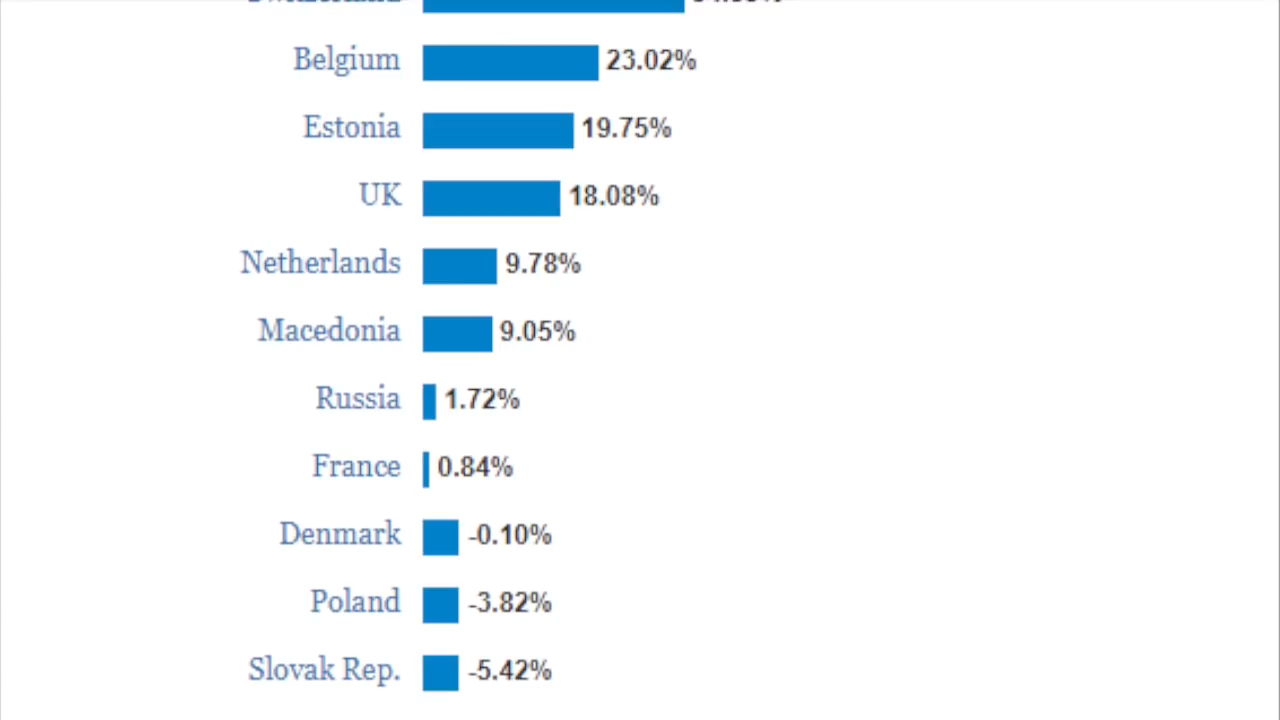 Belgium 23.02%
Estonia 19.75%
UK 18.08%
Netherlands 9.78%
Macedonia 9.05%
Russia 1.72%
France 0.84%
Denmark -0.10%
Poland -3.82%
Slovak Rep. -5.42%